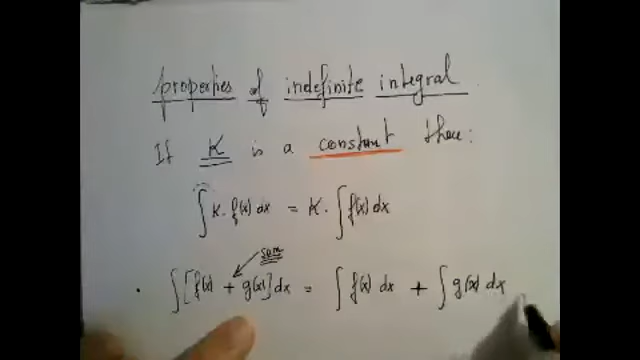 properties of indefinite integral
If K is a constant then:
∫ K. f(x) dx = K. ∫ f(x) dx
sum
. ∫ [f(x) + g(x)] dx = ∫ f(x) dx + ∫ g(x) dx